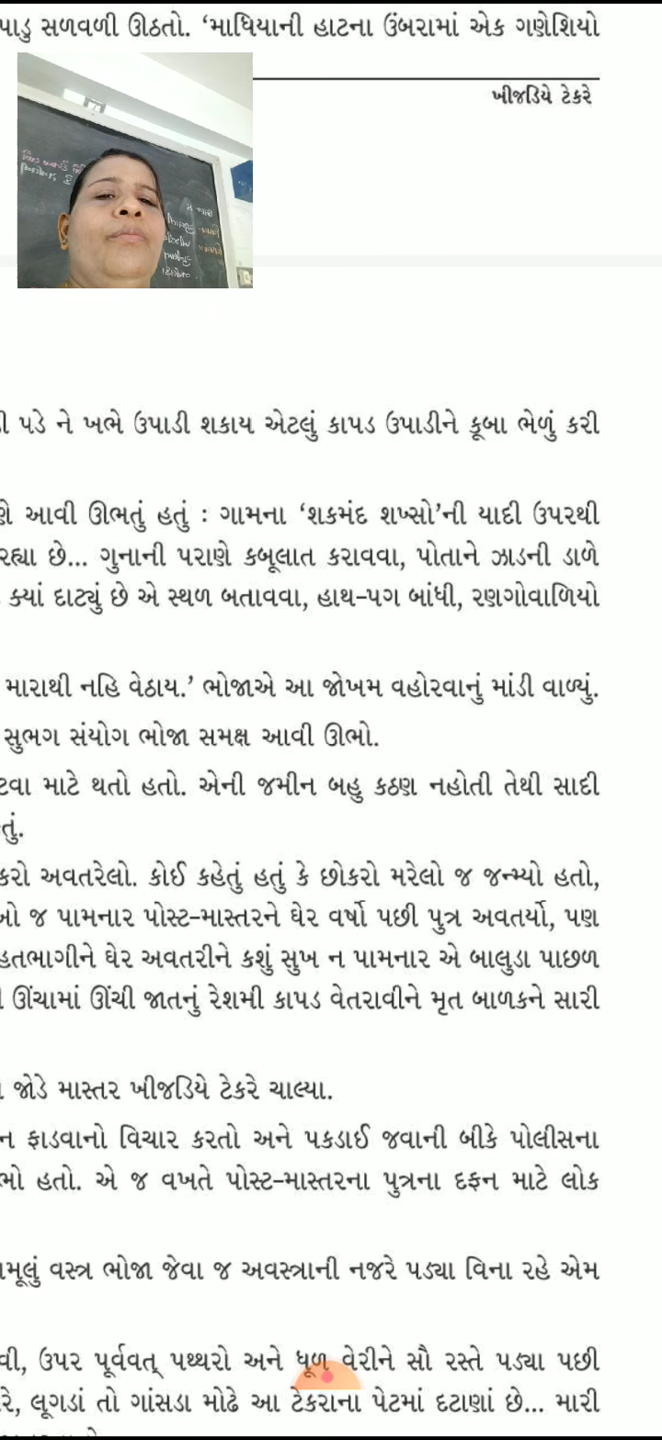 પાડુ સળવળી ઊઠતો. ‘માધિયાની હાટના ઉંબરામાં એક ગણેશિયો
ખીજડિયે ટેકરે
પડે ને ખભે ઉપાડી શકાય એટલું કાપડ ઉપાડીને કૂબા ભેળું કરી
આવી ઊભતું હતું : ગામના ‘શકમંદ શખ્સો’ની યાદી ઉપરથી
રહ્યા છે... ગુનાની પરાણે કબૂલાત કરાવવા, પોતાને ઝાડની ડાળે
ક્યાં દાટ્યું છે એ સ્થળ બતાવવા, હાથ-પગ બાંધી, રણગોવાળિયો
મારાથી નહિ વેઠાય.’ ભોજાએ આ જોખમ વહોરવાનું માંડી વાળ્યું.
સુભગ સંયોગ ભોજા સમક્ષ આવી ઊભો.
ટવા માટે થતો હતો. એની જમીન બહુ કઠણ નહોતી તેથી સાદી
તું.
કરો અવતરેલો. કોઈ કહેતું હતું કે છોકરો મરેલો જ જન્મ્યો હતો,
ઓ જ પામનાર પોસ્ટ-માસ્તરને ઘેર વર્ષો પછી પુત્ર અવતર્યો, પણ
હતભાગીને ઘેર અવતરીને કશું સુખ ન પામનાર એ બાલુડા પાછળ
ઊંચામાં ઊંચી જાતનું રેશમી કાપડ વેતરાવીને મૃત બાળકને સારી
જોડે માસ્તર ખીજડિયે ટેકરે ચાલ્યા.
ન ફાડવાનો વિચાર કરતો અને પકડાઈ જવાની બીકે પોલીસના
ભો હતો. એ જ વખતે પોસ્ટ-માસ્તરના પુત્રના દફન માટે લોક
મૂલું વસ્ત્ર ભોજા જેવા જ અવસ્ત્રાની નજરે પડ્યા વિના રહે એમ
વી, ઉપર પૂર્વવત્ પથ્થરો અને ધૂળ વેરીને સૌ રસ્તે પડ્યા પછી
રે, લૂગડાં તો ગાંસડા મોઢે આ ટેકરાના પેટમાં દટાણાં છે... મારી